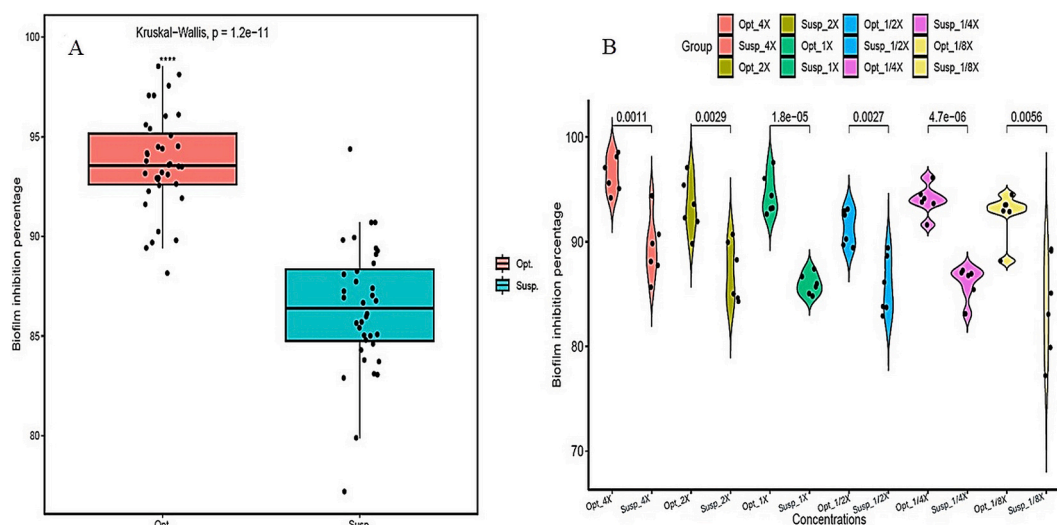 A
Kruskal−Wallis, p = 1.2e−11
****
100
95
90
85
80
Biofilm inhibition percentage
Opt.
Susp.
Opt.
Susp.
B
Group
Opt_4X
Susp_4X
Opt_2X
Susp_2X
Opt_1X
Susp_1X
Opt_1/2X
Susp_1/2X
Opt_1/4X
Susp_1/4X
Opt_1/8X
Susp_1/8X
0.0011
0.0029
1.8e−05
0.0027
4.7e−06
0.0056
100
90
80
70
Biofilm inhibition percentage
Opt_4X
Susp_4X
Opt_2X
Susp_2X
Opt_1X
Susp_1X
Opt_1/2X
Susp_1/2X
Opt_1/4X
Susp_1/4X
Opt_1/8X
Susp_1/8X
Concentrations